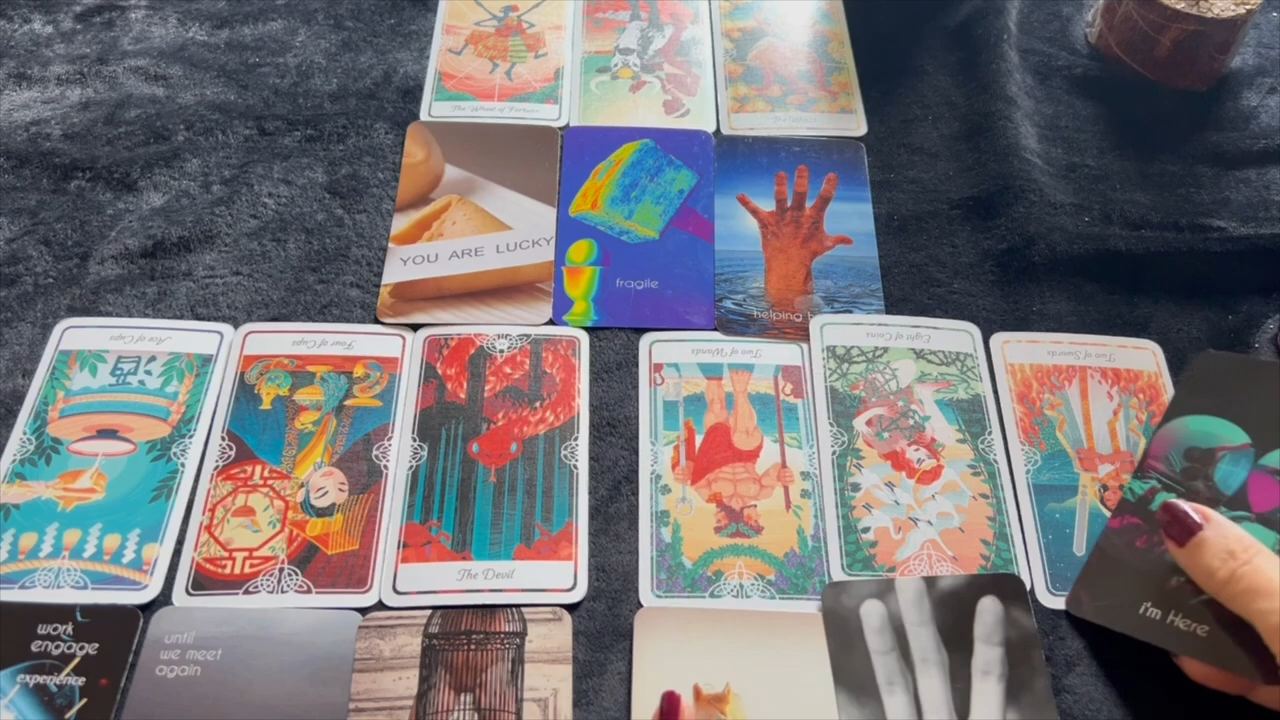 The Wheel of Fortune
YOU ARE LUCKY
fragile
helping
Ace of Cups
Four of Cups
The Devil
Two of Wands
Eight of Coins
Two of Swords
work
engage
experience
until
we meet
again
i'm Here